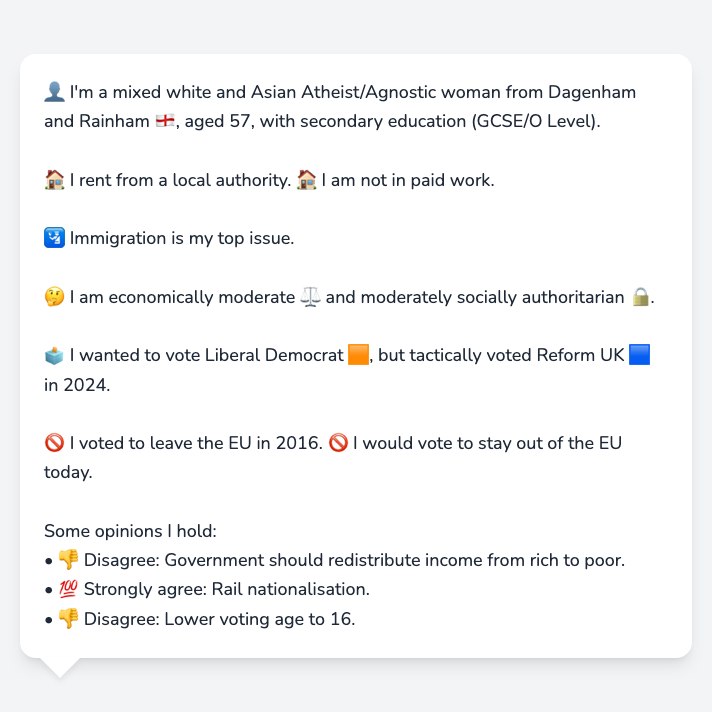 👤 I'm a mixed white and Asian Atheist/Agnostic woman from Dagenham
and Rainham 🏴󠁧󠁢󠁥󠁮󠁧󠁿, aged 57, with secondary education (GCSE/O Level).
🏠 I rent from a local authority. 🏠 I am not in paid work.
🛂 Immigration is my top issue.
🤔 I am economically moderate ⚖️ and moderately socially authoritarian 🔒.
🗳️ I wanted to vote Liberal Democrat 🟧, but tactically voted Reform UK 🟦
in 2024.
🚫 I voted to leave the EU in 2016. 🚫 I would vote to stay out of the EU
today.
Some opinions I hold:
• 👎 Disagree: Government should redistribute income from rich to poor.
• 💯 Strongly agree: Rail nationalisation.
• 👎 Disagree: Lower voting age to 16.